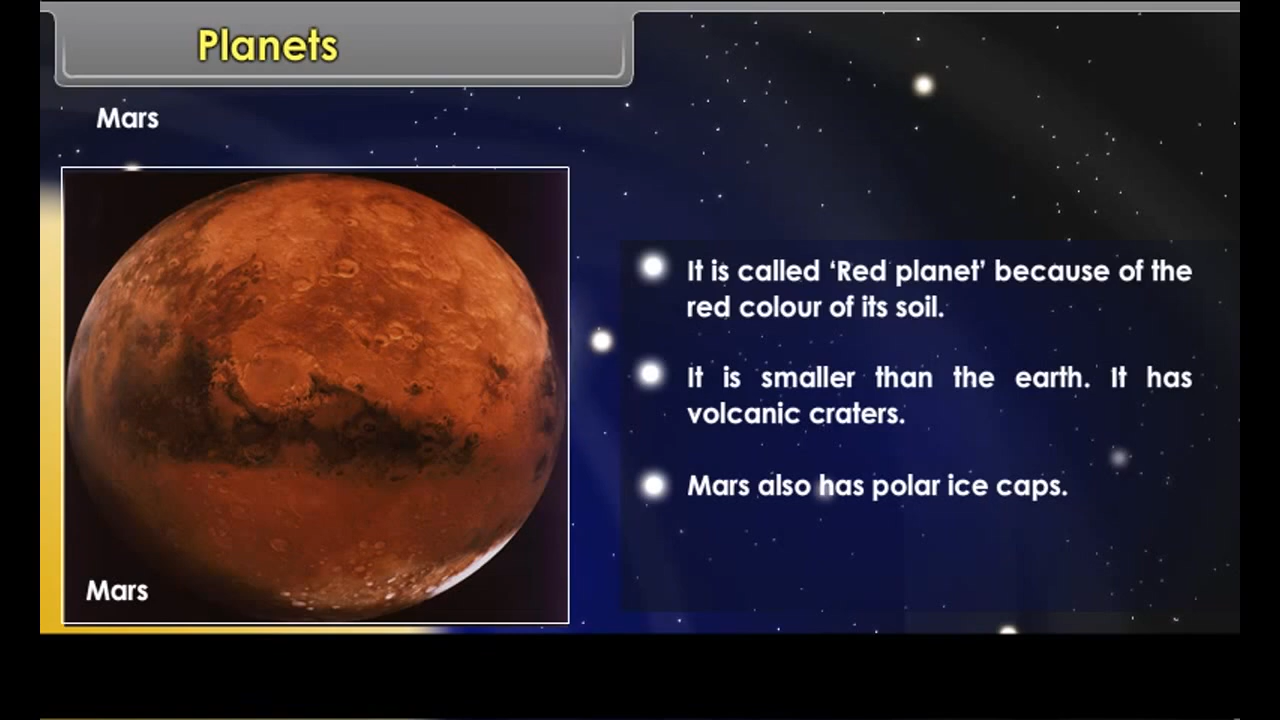 Planets
Mars
Mars
It is called ‘Red planet’ because of the
red colour of its soil.
It is smaller than the earth. It has
volcanic craters.
Mars also has polar ice caps.